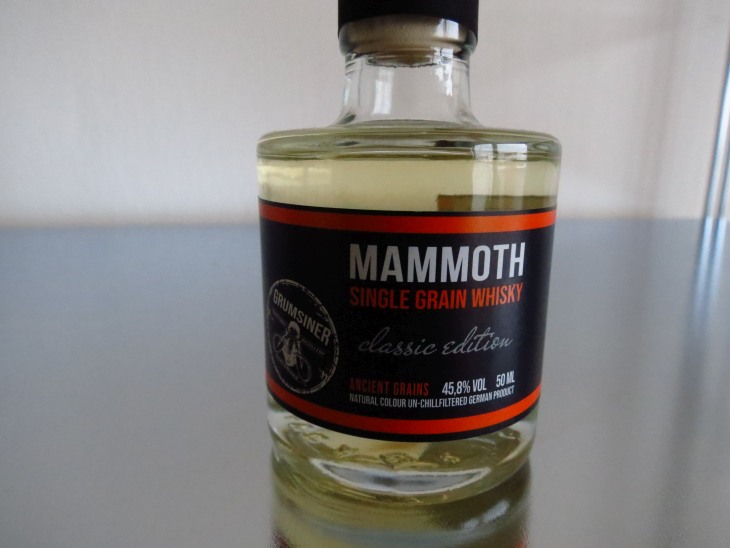 MAMMOTH
SINGLE GRAIN WHISKY
GRUMSINER
classic edition
ANCIENT GRAINS 45,8% VOL 50 ML
NATURAL COLOUR UN-CHILLFILTERED GERMAN PRODUCT